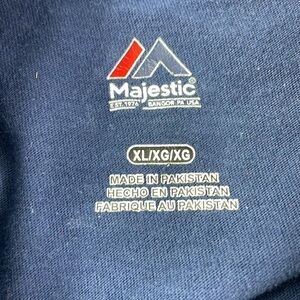 Majestic®
EST. 1976 BANGOR, PA USA
XL/XG/XG
MADE IN PAKISTAN
HECHO EN PAKISTAN
FABRIQUE AU PAKISTAN